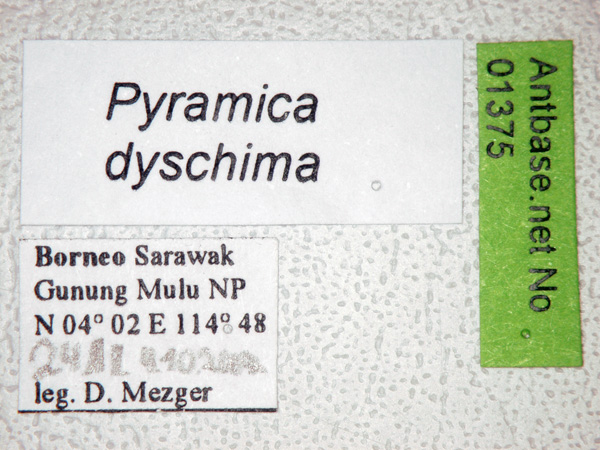 Pyramica
dyschima
Borneo Sarawak
Gunung Mulu NP
N 04° 02 E 114° 48
leg. D. Mezger
Antbase.net No
01375